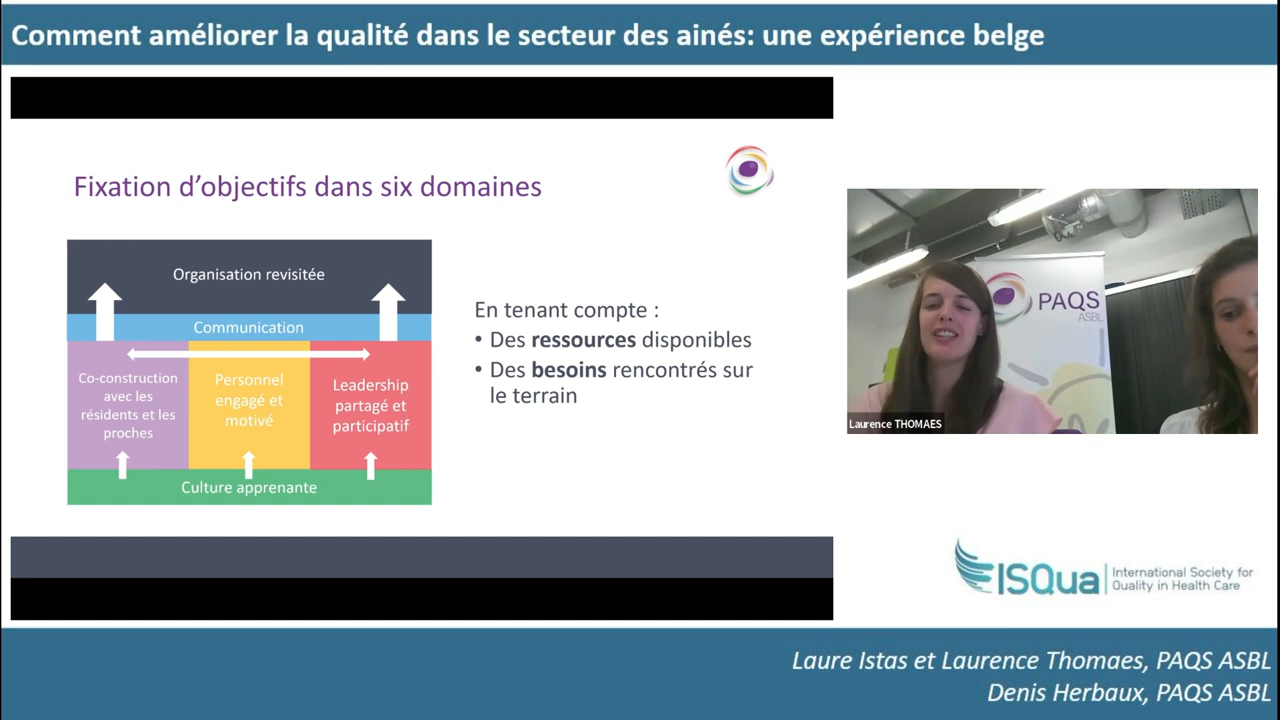 Comment améliorer la qualité dans le secteur des ainés: une expérience belge
Fixation d’objectifs dans six domaines
Organisation revisitée
Communication
Co-construction
avec les
résidents et les
proches
Personnel
engagé et
motivé
Leadership
partagé et
participatif
Culture apprenante
En tenant compte :
• Des ressources disponibles
• Des besoins rencontrés sur
le terrain
PAQS
ASBL
Laurence THOMAES
ISQua
International Society for
Quality in Health Care
Laure Istas et Laurence Thomaes, PAQS ASBL
Denis Herbaux, PAQS ASBL